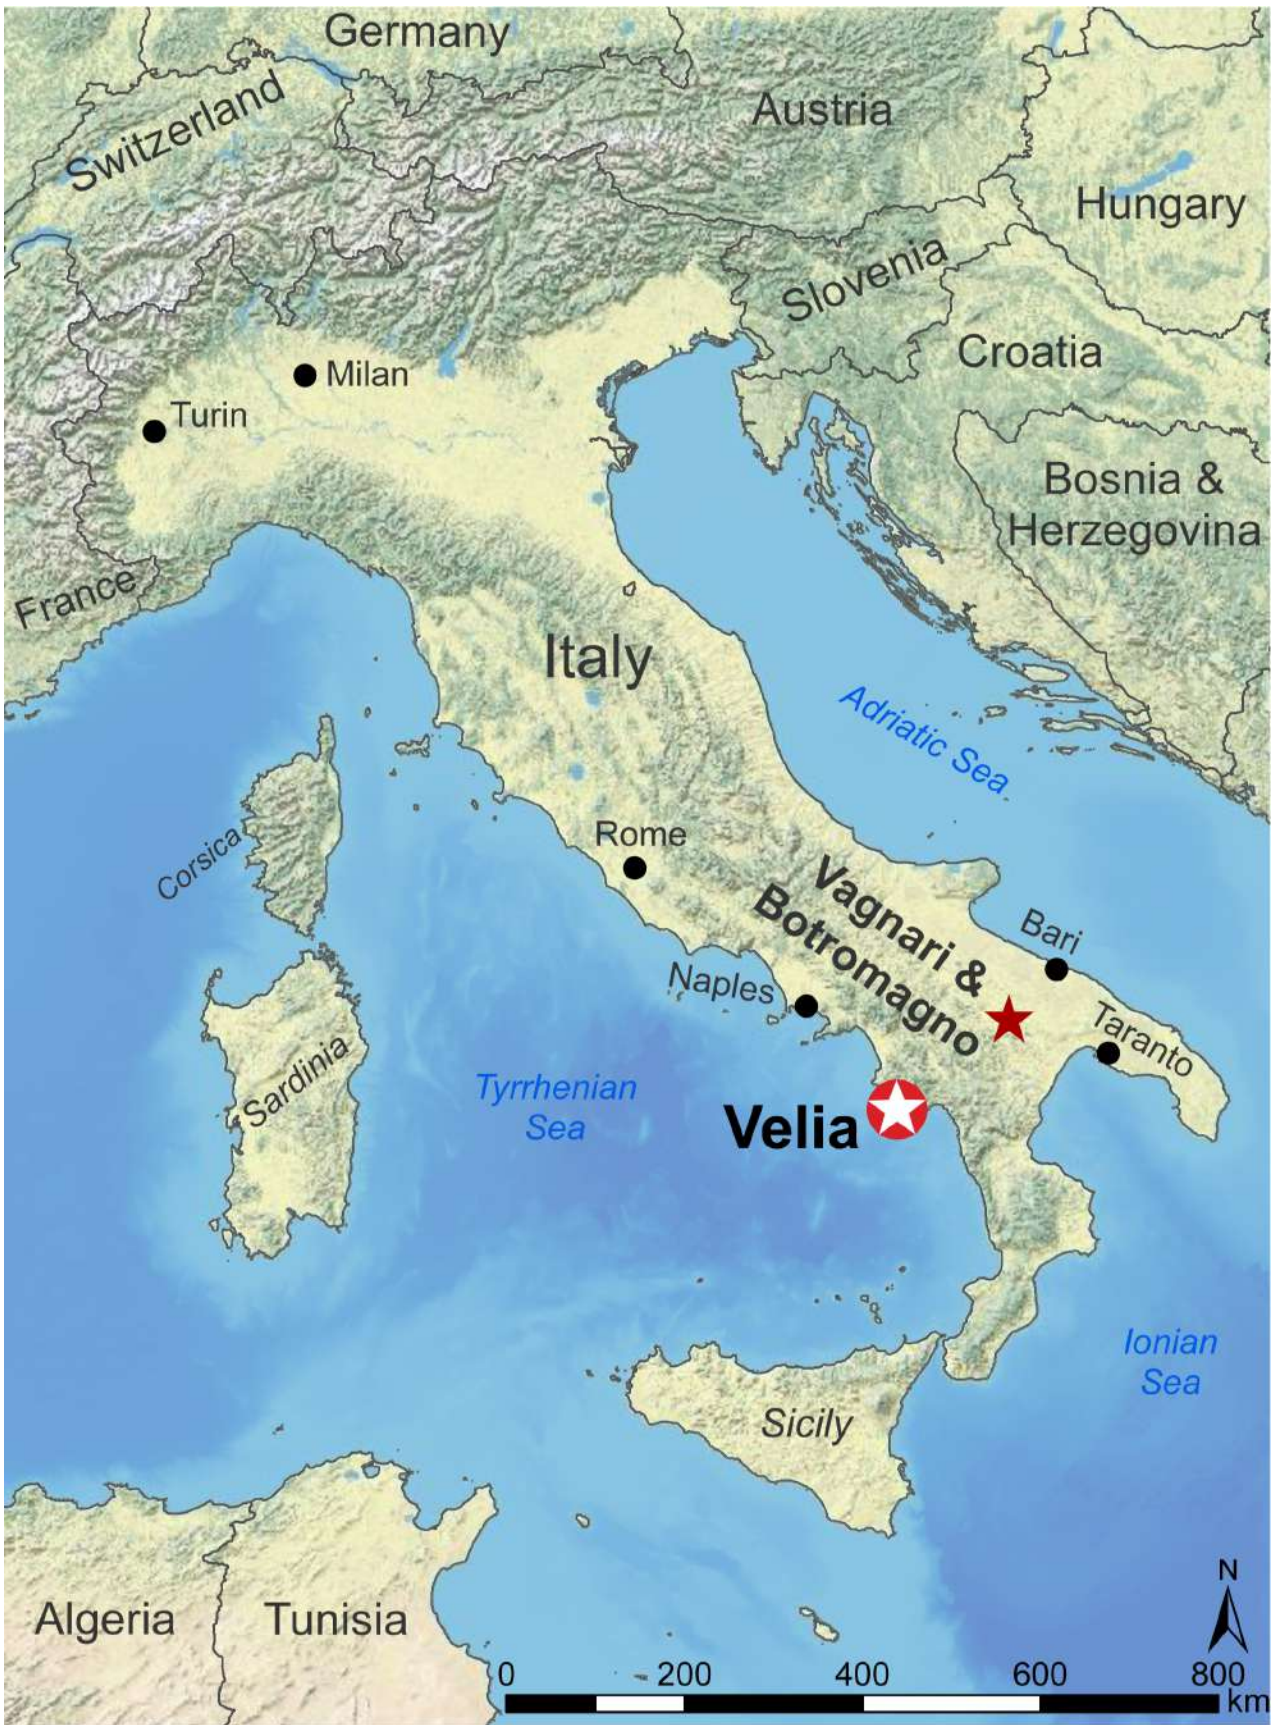 Germany
Switzerland
Austria
Hungary
Slovenia
Croatia
Milan
Turin
Bosnia &
Herzegovina
France
Italy
Adriatic Sea
Corsica
Rome
Vagnari &
Botromagno
Bari
Naples
Taranto
Sardinia
Tyrrhenian
Sea
Velia
Ionian
Sea
Sicily
N
Algeria
Tunisia
0 200 400 600 800
km